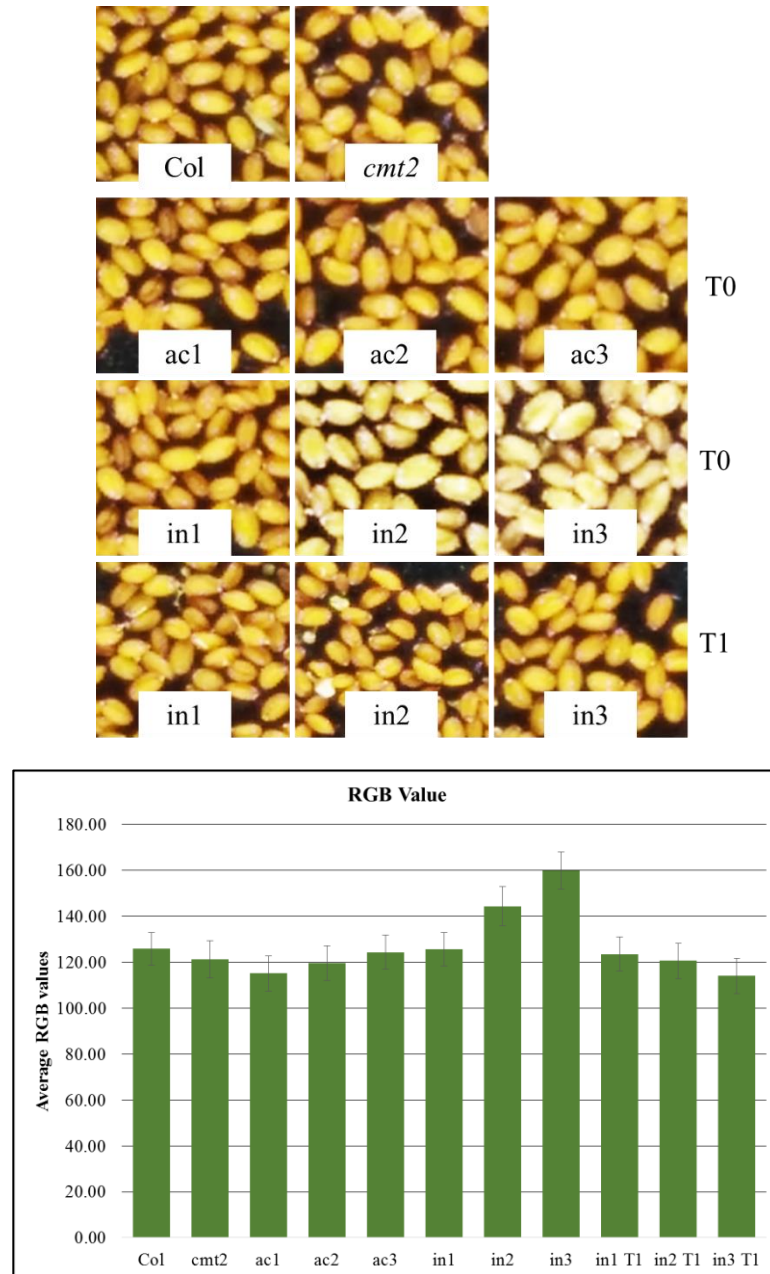 Col
cmt2
ac1
ac2
ac3
T0
in1
in2
in3
T0
in1
in2
in3
T1
RGB Value
Average RGB values
180.00
160.00
140.00
120.00
100.00
80.00
60.00
40.00
20.00
0.00
Col cmt2 ac1 ac2 ac3 in1 in2 in3 in1 T1 in2 T1 in3 T1